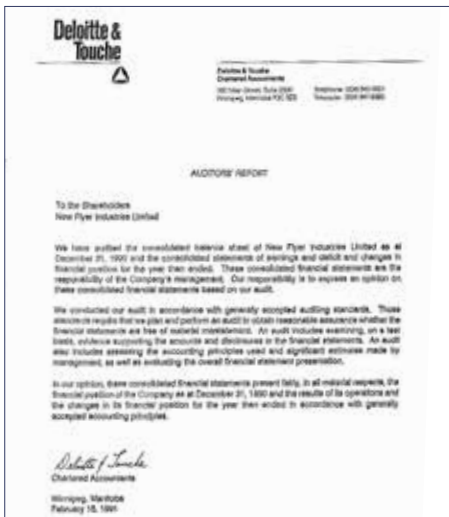 Deloitte &
Touche
Deloitte & Touche
Chartered Accountants
Winnipeg, Manitoba
AUDITORS' REPORT
To the Shareholders
New Flyer Industries Limited
We have audited the consolidated balance sheet of New Flyer Industries Limited as at
December 31, 1990 and the consolidated statements of earnings and deficit and changes in
financial position for the year then ended. These consolidated financial statements are the
responsibility of the Company's management. Our responsibility is to express an opinion on
these consolidated financial statements based on our audit.
We conducted our audit in accordance with generally accepted auditing standards. Those
standards require that we plan and perform an audit to obtain reasonable assurance whether the
financial statements are free of material misstatement. An audit includes examining, on a test
basis, evidence supporting the amounts and disclosures in the financial statements. An audit
also includes assessing the accounting principles used and significant estimates made by
management, as well as evaluating the overall financial statement presentation.
In our opinion, these consolidated financial statements present fairly, in all material respects, the
financial position of the Company as at December 31, 1990 and the results of its operations and
the changes in its financial position for the year then ended in accordance with generally
accepted accounting principles.
Deloitte & Touche
Chartered Accountants
Winnipeg, Manitoba
February 15, 1991